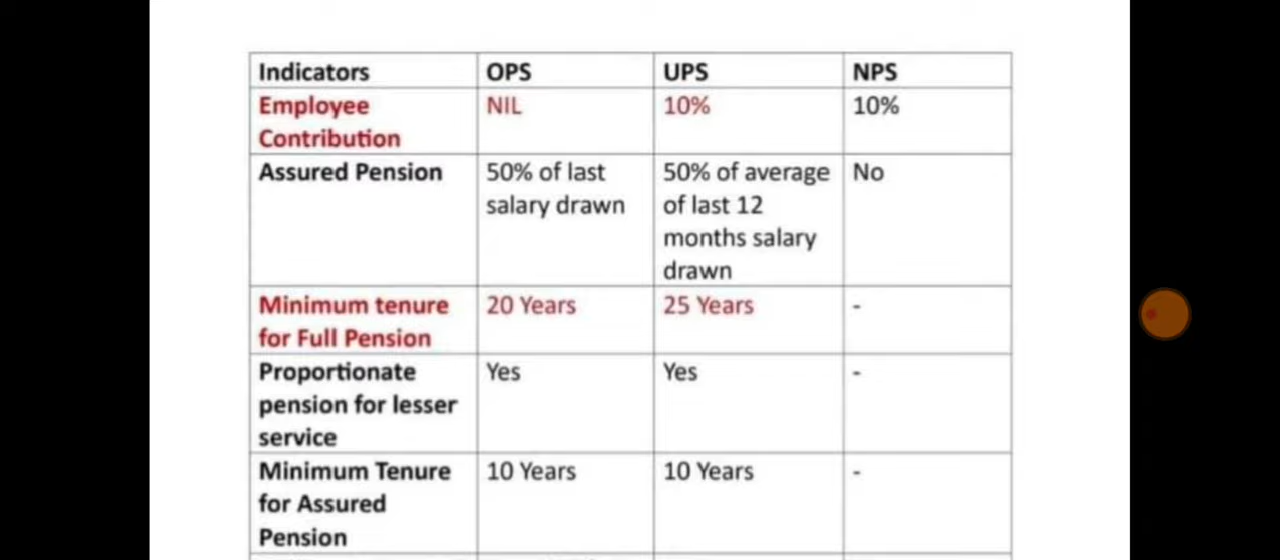 Indicators OPS UPS NPS
Employee Contribution NIL 10% 10%
Assured Pension 50% of last salary drawn 50% of average of last 12 months salary drawn No
Minimum tenure for Full Pension 20 Years 25 Years -
Proportionate pension for lesser service Yes Yes -
Minimum Tenure for Assured Pension 10 Years 10 Years -